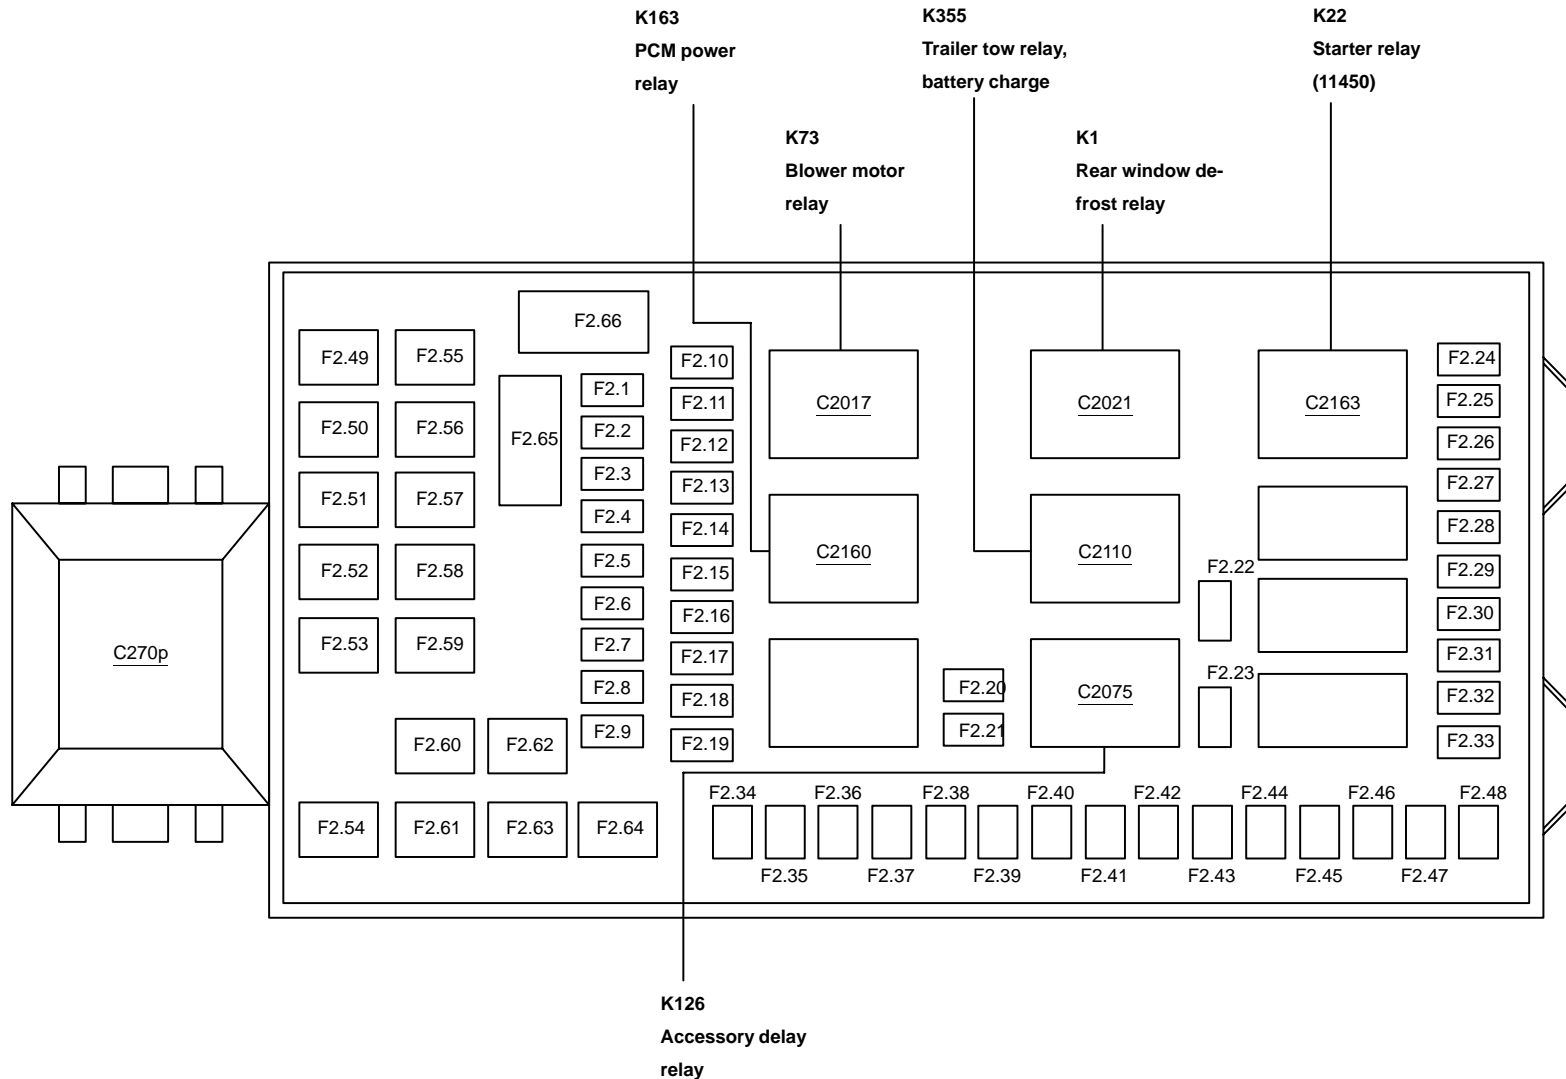 K163
PCM power
relay
K355
Trailer tow relay,
battery charge
K22
Starter relay
(11450)
K73
Blower motor
relay
K1
Rear window de-
frost relay
F2.66
F2.49
F2.55
F2.50
F2.56
F2.51
F2.57
F2.52
F2.58
F2.53
F2.59
F2.65
F2.60
F2.62
F2.54
F2.61
F2.63
F2.64
F2.1
F2.2
F2.3
F2.4
F2.5
F2.6
F2.7
F2.8
F2.9
F2.10
F2.11
F2.12
F2.13
F2.14
F2.15
F2.16
F2.17
F2.18
F2.19
C2017
C2021
C2163
C2160
C2110
C2075
C270p
F2.20
F2.21
F2.22
F2.23
F2.24
F2.25
F2.26
F2.27
F2.28
F2.29
F2.30
F2.31
F2.32
F2.33
F2.34
F2.36
F2.38
F2.40
F2.42
F2.44
F2.46
F2.48
F2.35
F2.37
F2.39
F2.41
F2.43
F2.45
F2.47
K126
Accessory delay
relay